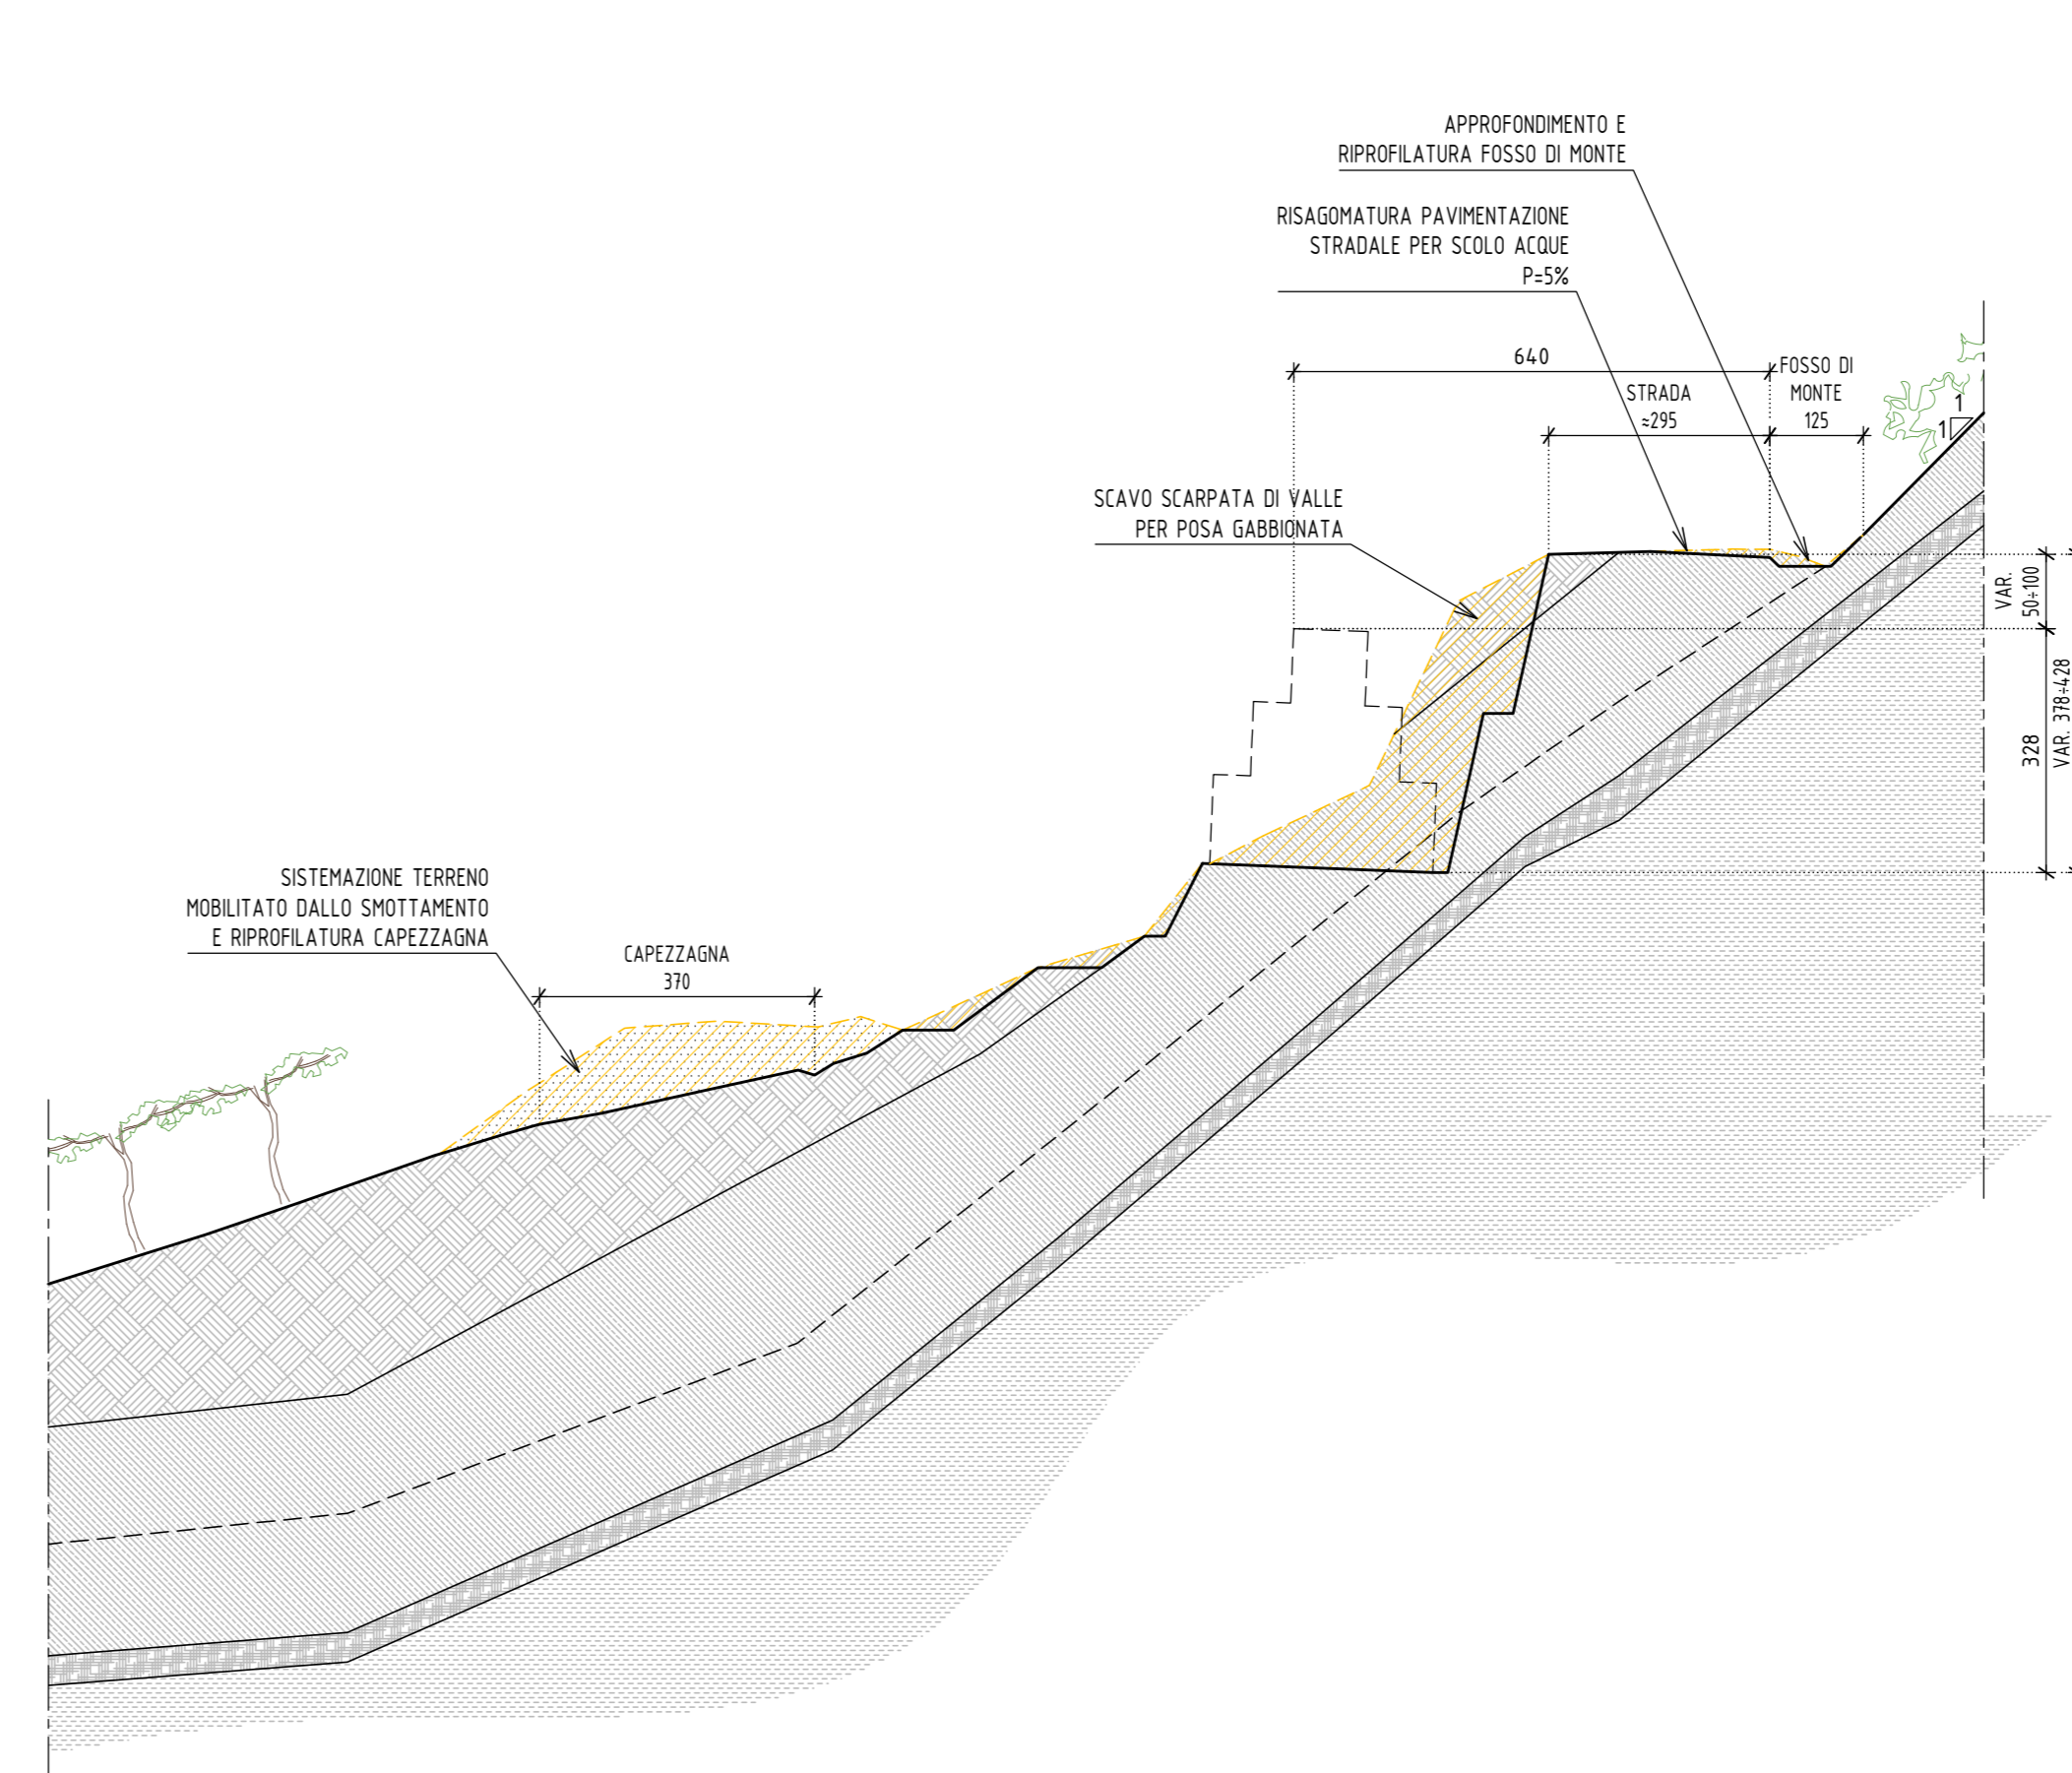 APPROFONDIMENTO E
RIPROFILATURA FOSSO DI MONTE
RISAGOMATURA PAVIMENTAZIONE
STRADALE PER SCOLO ACQUE
P=5%
640
FOSSO DI
MONTE
125
STRADA
≈295
1
1
SCAVO SCARPATA DI VALLE
PER POSA GABBIONATA
VAR.
50÷100
328
VAR. 378÷428
SISTEMAZIONE TERRENO
MOBILITATO DALLO SMOTTAMENTO
E RIPROFILATURA CAPEZZAGNA
CAPEZZAGNA
370